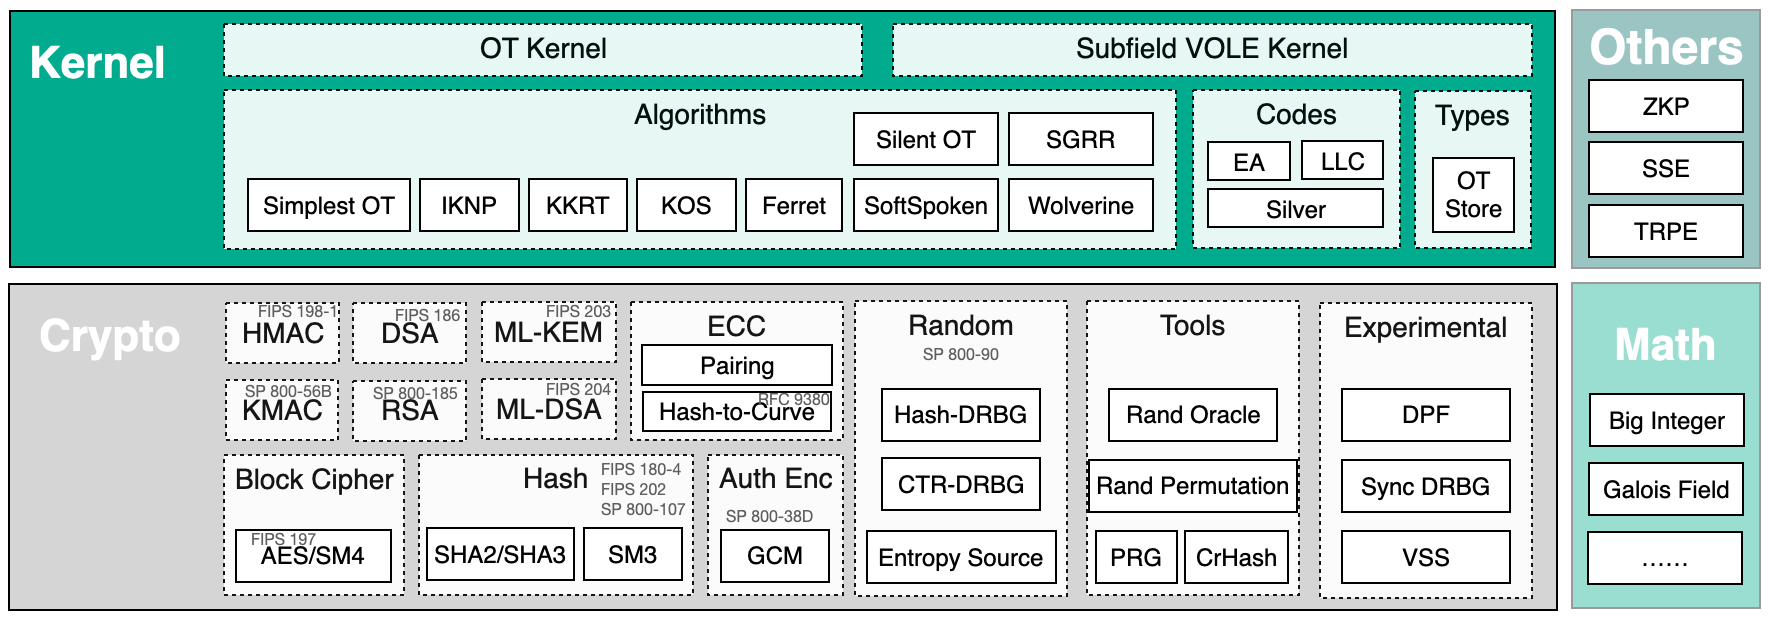 Kernel
OT Kernel
Subfield VOLE Kernel
Algorithms
Silent OT
SGRR
Simplest OT
IKNP
KKRT
KOS
Ferret
SoftSpoken
Wolverine
Codes
EA
LLC
Silver
Types
OT
Store
Others
ZKP
SSE
TRPE
Crypto
FIPS 198-1
HMAC
FIPS 186
DSA
FIPS 203
ML-KEM
SP 800-56B
KMAC
SP 800-185
RSA
FIPS 204
ML-DSA
ECC
Pairing
RFC 9380
Hash-to-Curve
Block Cipher
FIPS 197
AES/SM4
Hash
FIPS 180-4
FIPS 202
SP 800-107
SHA2/SHA3
SM3
Auth Enc
SP 800-38D
GCM
Random
SP 800-90
Hash-DRBG
CTR-DRBG
Entropy Source
Tools
Rand Oracle
Rand Permutation
PRG
CrHash
Experimental
DPF
Sync DRBG
VSS
Math
Big Integer
Galois Field
......